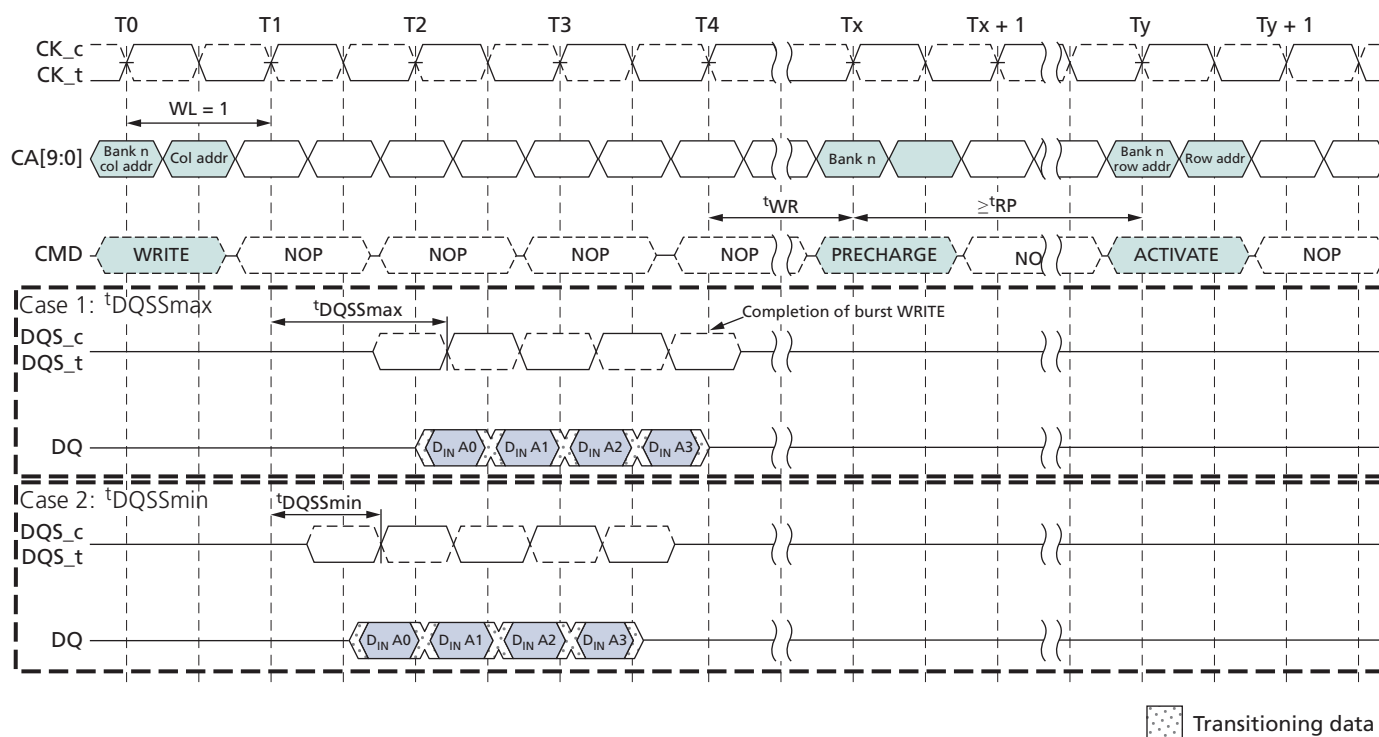 T0 T1 T2 T3 T4 Tx Tx + 1 Ty Ty + 1
CK_c
CK_t
WL = 1
CA[9:0] Bank n col addr Col addr Bank n Bank n row addr Row addr
tWR ≥tRP
CMD WRITE NOP NOP NOP NOP PRECHARGE NO ACTIVATE NOP
Case 1: tDQSSmax
tDQSSmax
Completion of burst WRITE
DQS_c
DQS_t
DQ DIN A0 DIN A1 DIN A2 DIN A3
Case 2: tDQSSmin
tDQSSmin
DQS_c
DQS_t
DQ DIN A0 DIN A1 DIN A2 DIN A3
Transitioning data